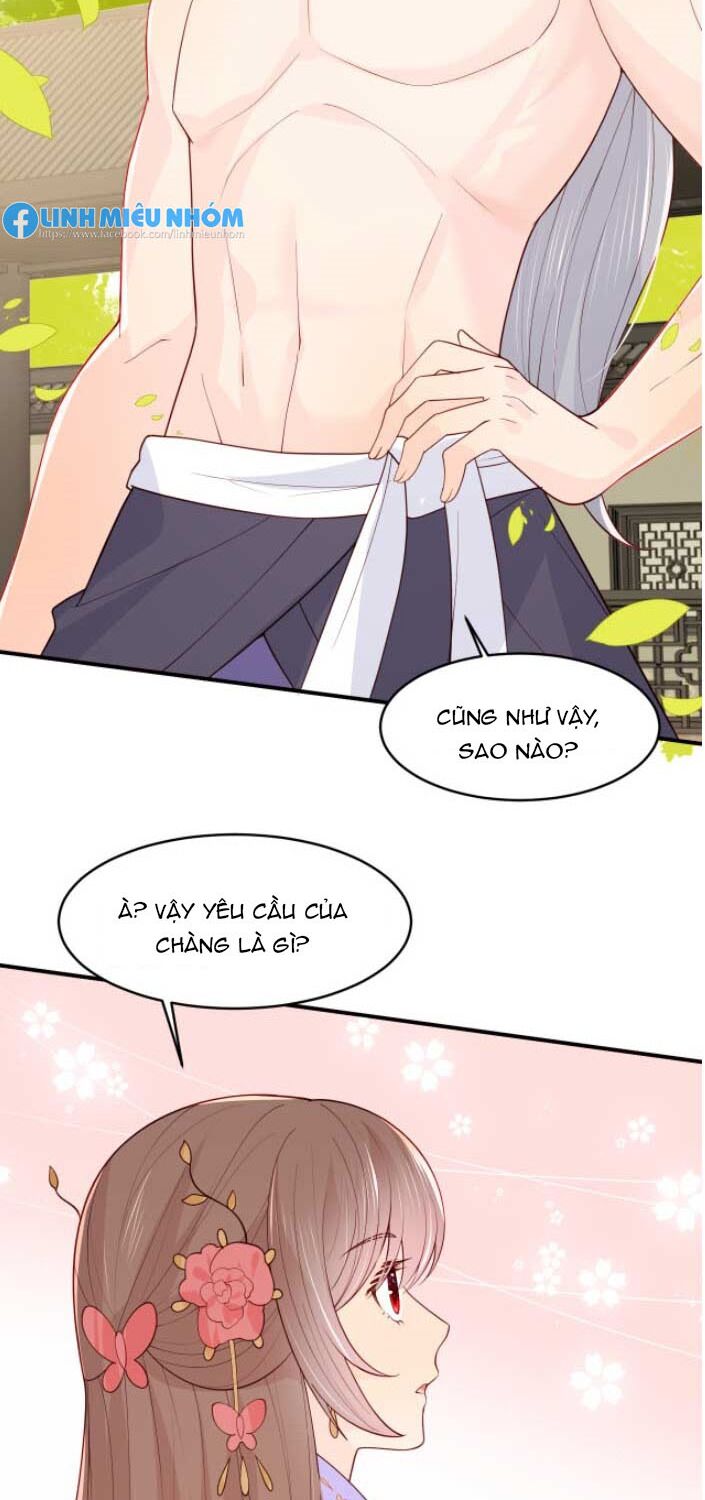 LINH MIÊU NHÓM
https://www.facebook.com/linhmieunhom
CŨNG NHƯ VẬY,
SAO NÀO?
À? VẬY YÊU CẦU CỦA
CHÀNG LÀ GÌ?